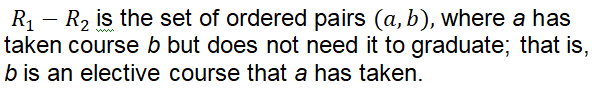 R₁ − R₂ is the set of ordered pairs (a, b), where a has
taken course b but does not need it to graduate; that is,
b is an elective course that a has taken.